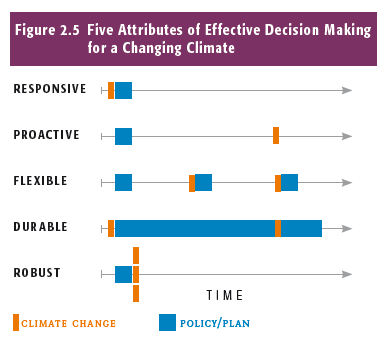 Figure 2.5 Five Attributes of Effective Decision Making
for a Changing Climate
RESPONSIVE
PROACTIVE
FLEXIBLE
DURABLE
ROBUST
TIME
CLIMATE CHANGE
POLICY/PLAN